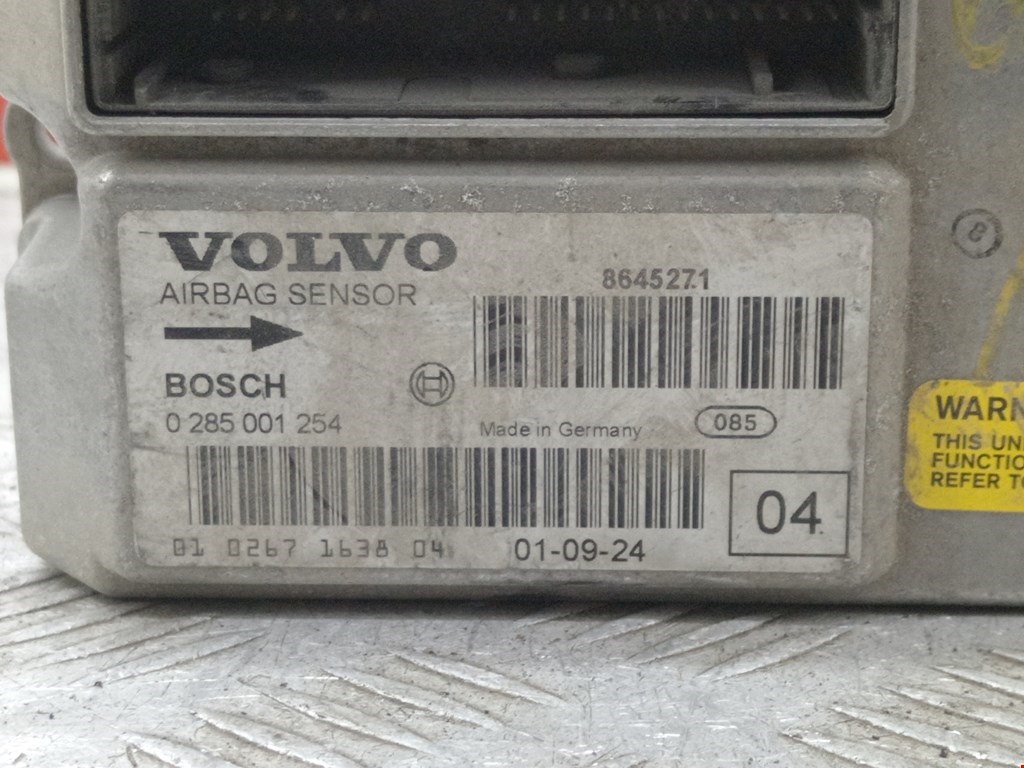 VOLVO
AIRBAG SENSOR
8645271
BOSCH
0 285 001 254
Made in Germany
085
04
01 0267 1638 04
01-09-24
8
WARN
THIS UN
FUNCTIO
REFER TO